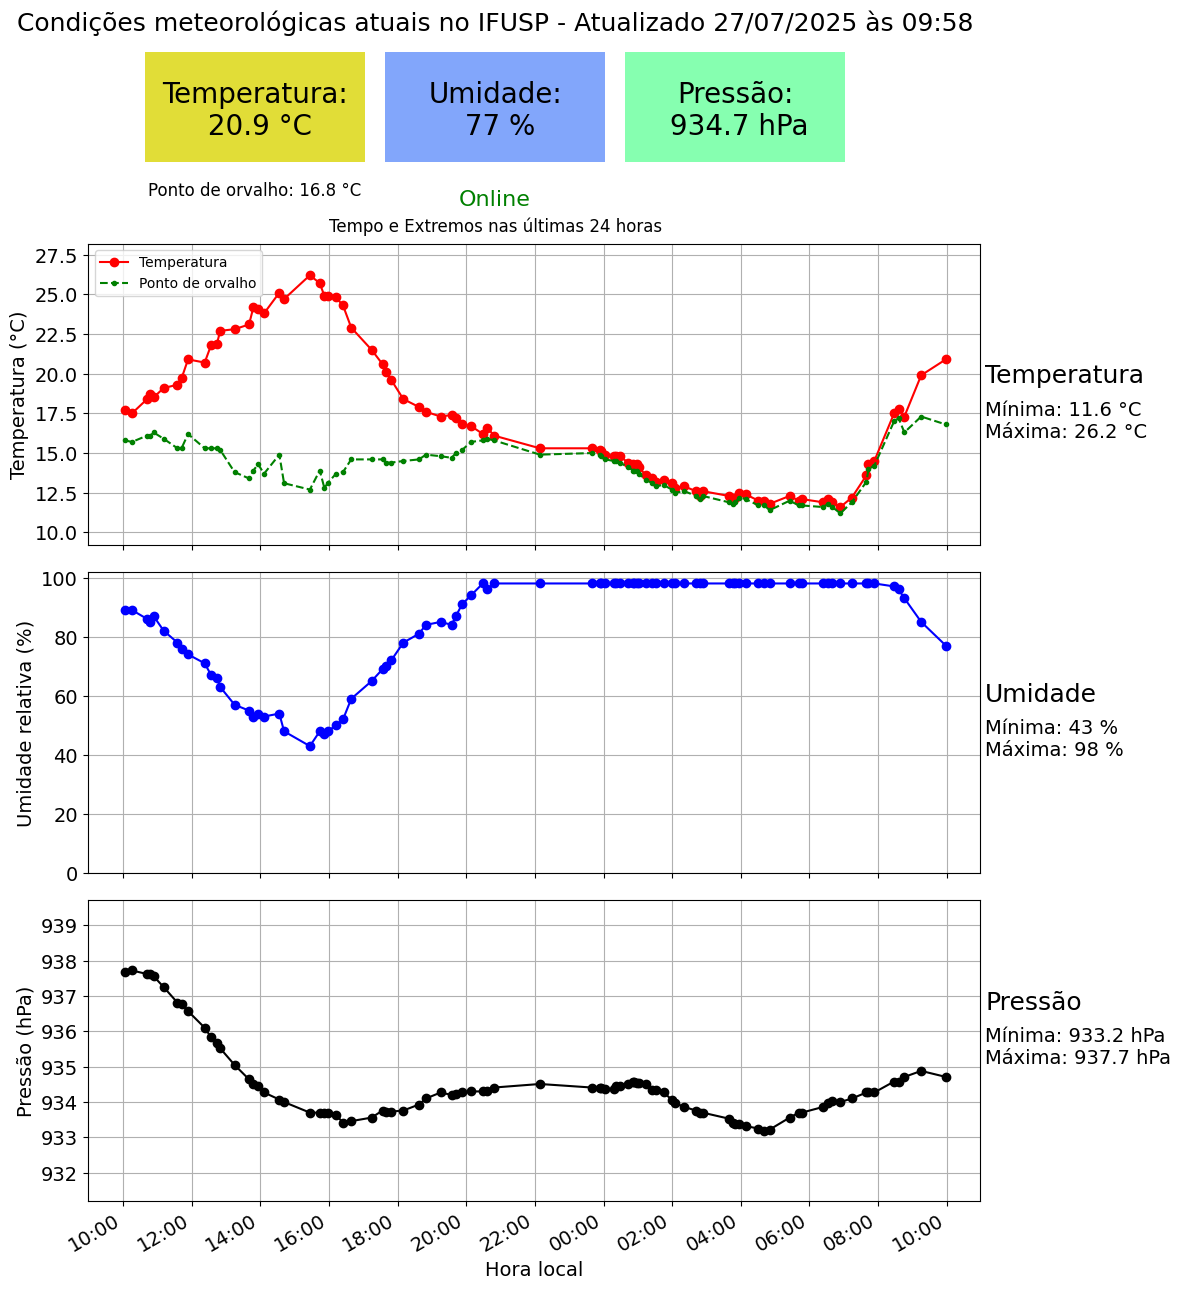 Condições meteorológicas atuais no IFUSP - Atualizado 27/07/2025 às 09:58
Temperatura:
20.9 °C
Umidade:
77 %
Pressão:
934.7 hPa
Ponto de orvalho: 16.8 °C
Online
Tempo e Extremos nas últimas 24 horas
Temperatura (°C)
27.5
25.0
22.5
20.0
17.5
15.0
12.5
10.0
Temperatura
Ponto de orvalho
Temperatura
Mínima: 11.6 °C
Máxima: 26.2 °C
Umidade relativa (%)
100
80
60
40
20
0
Umidade
Mínima: 43 %
Máxima: 98 %
Pressão (hPa)
939
938
937
936
935
934
933
932
Pressão
Mínima: 933.2 hPa
Máxima: 937.7 hPa
10:00
12:00
14:00
16:00
18:00
20:00
22:00
00:00
02:00
04:00
06:00
08:00
10:00
Hora local